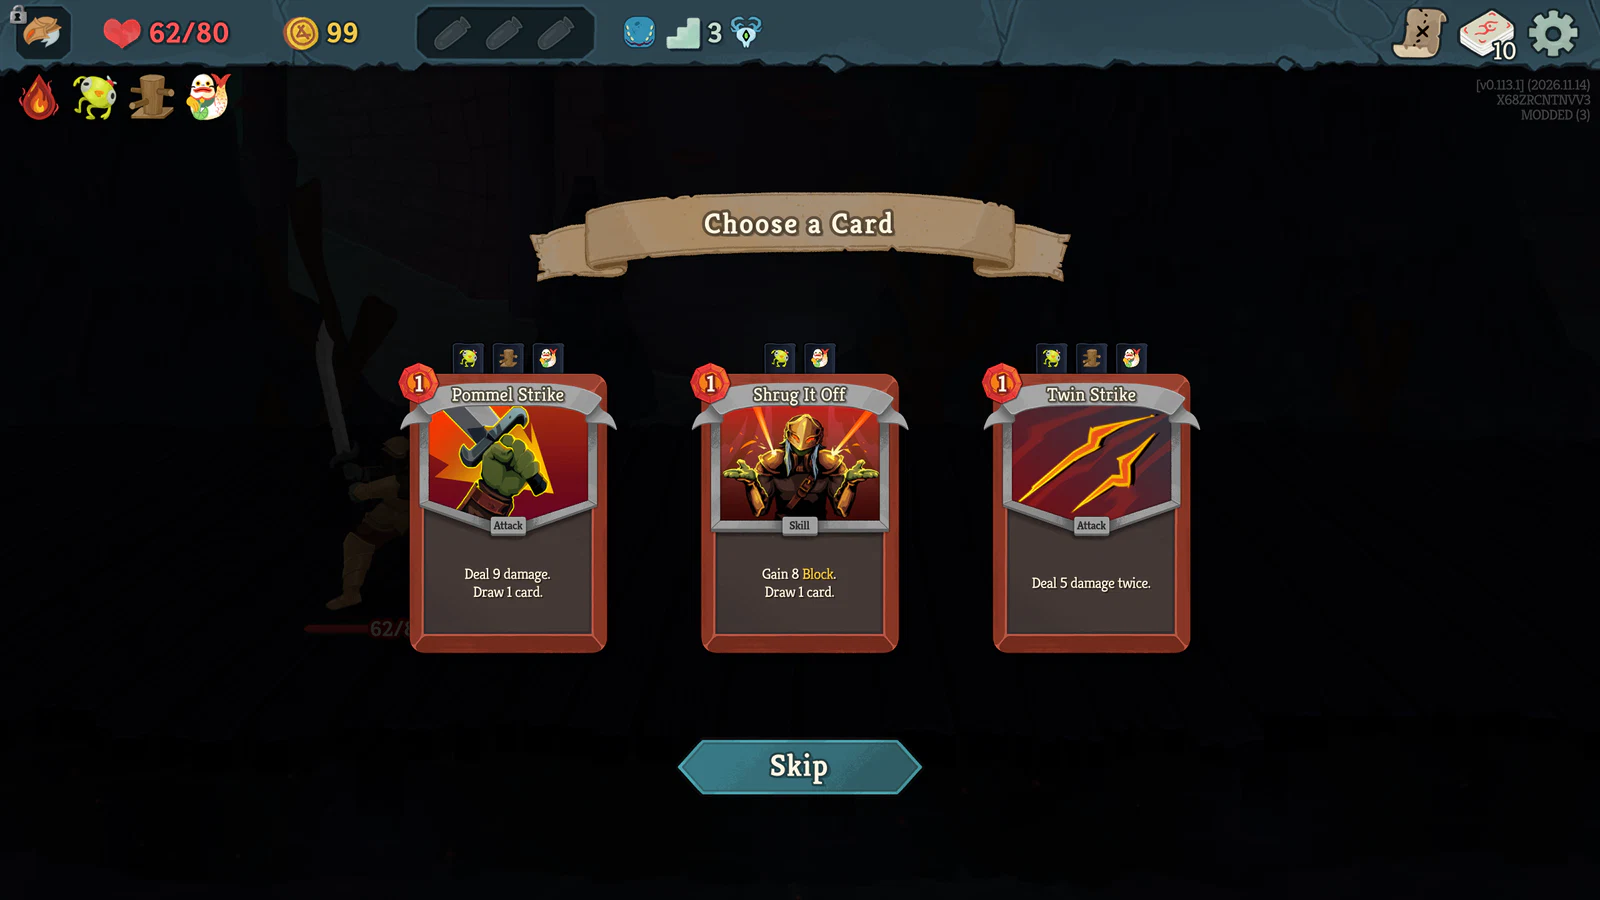 62/80
99
3
10
[v0.113.1] (2026.11.14)
X68ZRCNTNVV3
MODDED (3)
Choose a Card
1
Pommel Strike
Attack
Deal 9 damage.
Draw 1 card.
1
Shrug It Off
Skill
Gain 8 Block.
Draw 1 card.
1
Twin Strike
Attack
Deal 5 damage twice.
62/8
Skip